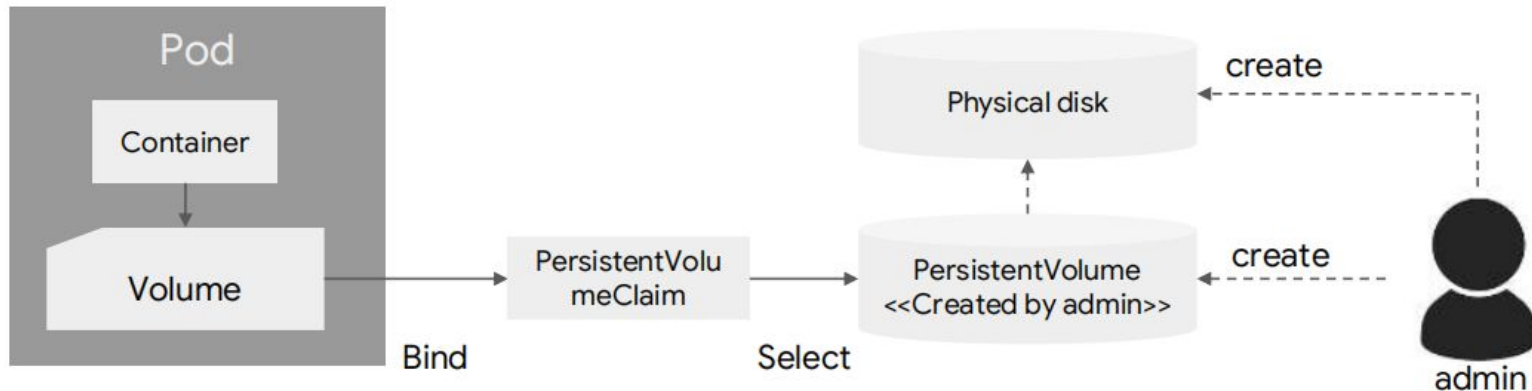 Pod
Container
Volume
Bind
PersistentVolu
meClaim
Select
Physical disk
PersistentVolume
<<Created by admin>>
create
create
admin